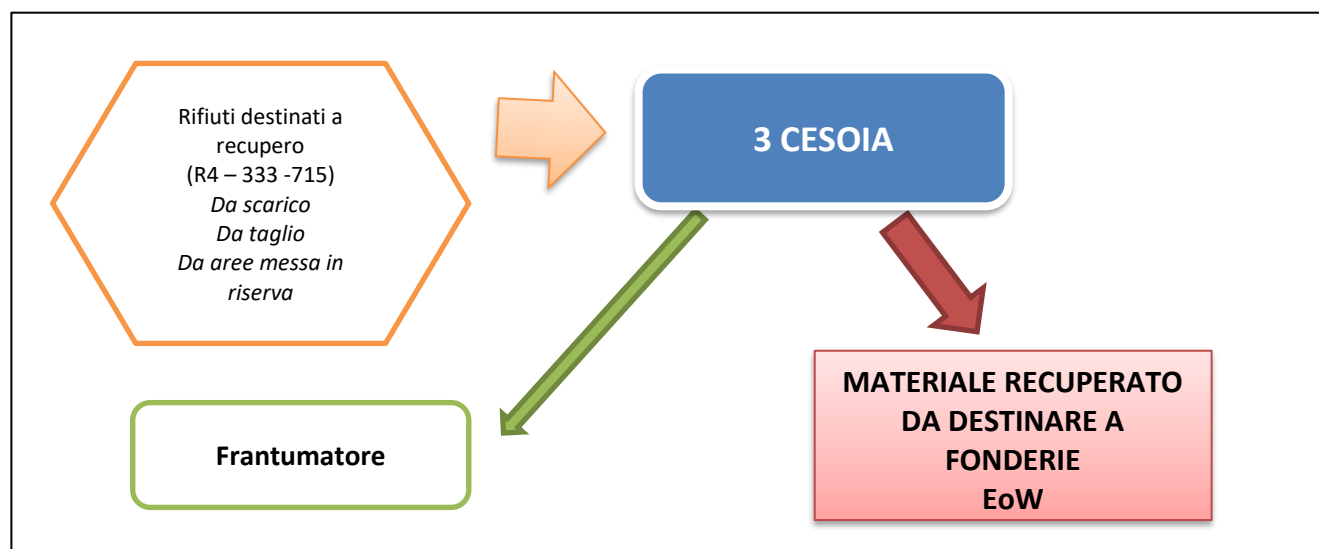 Rifiuti destinati a
recupero
(R4 – 333 -715)
Da scarico
Da taglio
Da aree messa in
riserva
3 CESOIA
Frantumatore
MATERIALE RECUPERATO
DA DESTINARE A
FONDERIE
EoW